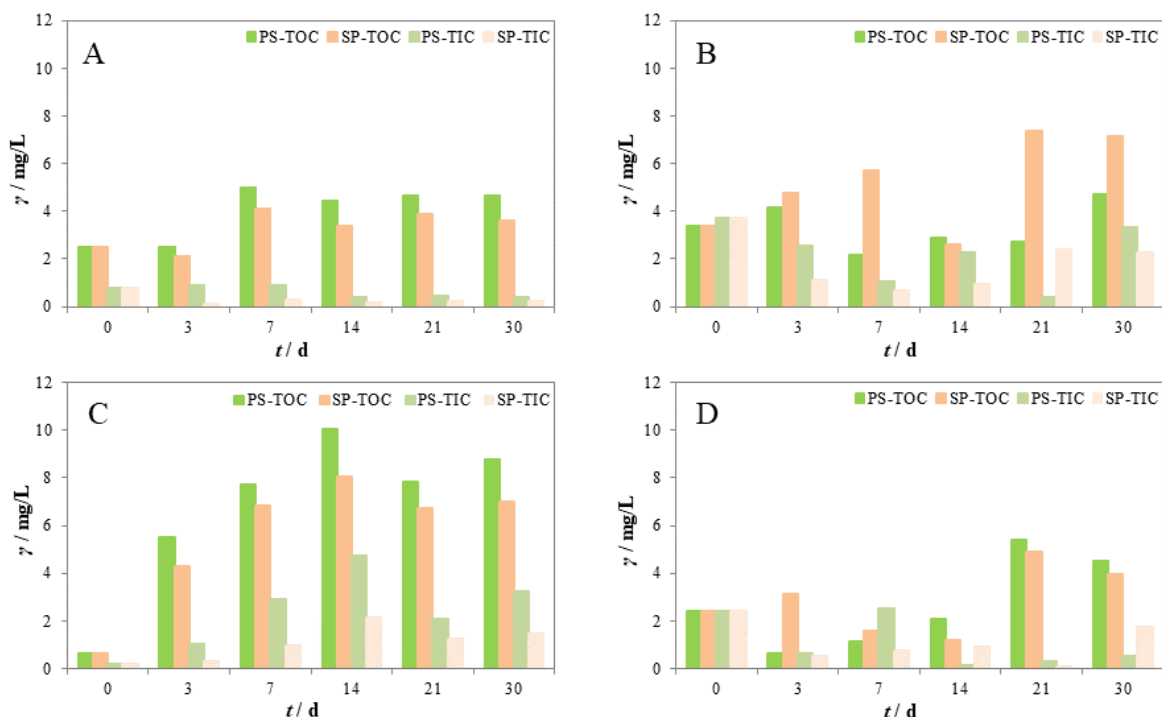 A
PS-TOC SP-TOC PS-TIC SP-TIC
12
10
8
6
4
2
0
γ / mg/L
0 3 7 14 21 30
t / d
B
PS-TOC SP-TOC PS-TIC SP-TIC
12
10
8
6
4
2
0
γ / mg/L
0 3 7 14 21 30
t / d
C
PS-TOC SP-TOC PS-TIC SP-TIC
12
10
8
6
4
2
0
γ / mg/L
0 3 7 14 21 30
t / d
D
PS-TOC SP-TOC PS-TIC SP-TIC
12
10
8
6
4
2
0
γ / mg/L
0 3 7 14 21 30
t / d